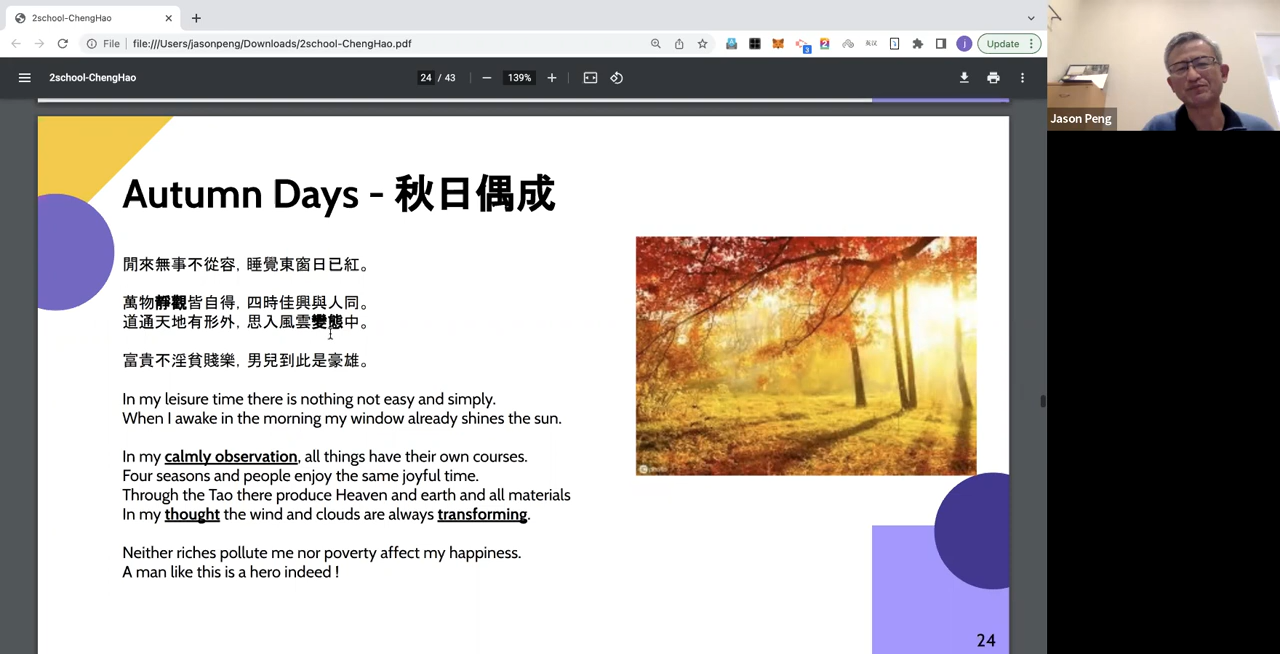 2school-ChengHao
File
file:///Users/jasonpeng/Downloads/2school-ChengHao.pdf
Update
2school-ChengHao
24 / 43
139%
Jason Peng
Autumn Days - 秋日偶成
閒來無事不從容，睡覺東窗日已紅。
萬物靜觀皆自得，四時佳興與人同。
道通天地有形外，思入風雲變態中。
富貴不淫貧賤樂，男兒到此是豪雄。
In my leisure time there is nothing not easy and simply.
When I awake in the morning my window already shines the sun.
In my calmly observation, all things have their own courses.
Four seasons and people enjoy the same joyful time.
Through the Tao there produce Heaven and earth and all materials
In my thought the wind and clouds are always transforming.
Neither riches pollute me nor poverty affect my happiness.
A man like this is a hero indeed !
24